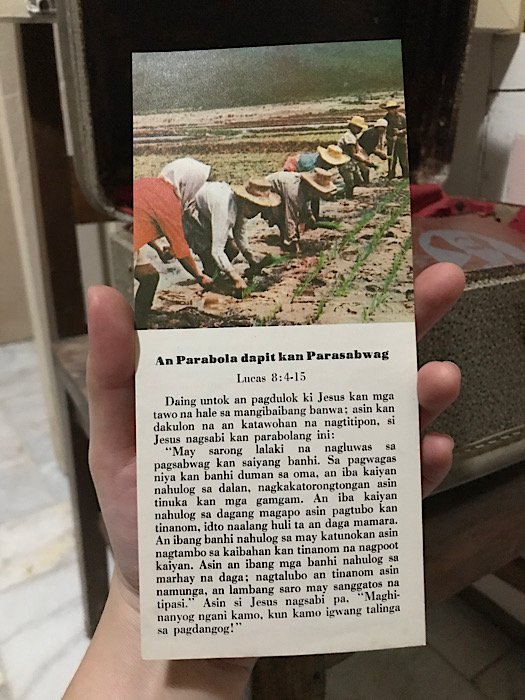 An Parabola dapit kan Parasabwag
Lucas 8:4-15
Daing untok an pagdulok ki Jesus kan mga
tawo na hale sa mangibaibang banwa; asin kan
dakulon na an katawohan na nagtitipon, si
Jesus nagsabi kan parabolang ini:
“May sarong lalaki na nagluwas sa
pagsabwag kan saiyang banhi. Sa pagwagas
niya kan banhi duman sa oma, an iba kaiyan
nahulog sa dalan, nagkakatorongtongan asin
tinuka kan mga gamgam. An iba kaiyan
nahulog sa dagang magapo asin pagtubo kan
tinanom, idto naalang huli ta an daga mamara.
An ibang banhi nahulog sa may katunokan asin
nagtambo sa kaibahan kan tinanom na nagpoot
kaiyan. Asin an ibang mga banhi nahulog sa
marhay na daga; nagtalubo an tinanom asin
namunga, an lambang saro may sanggatos na
tipasi.” Asin si Jesus nagsabi pa, “Maghi-
nanyog ngani kamo, kun kamo igwang talinga
sa pagdangog!”